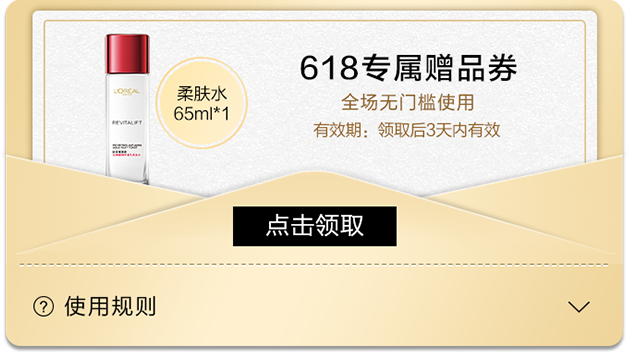 618专属赠品券
全场无门槛使用
有效期：领取后3天内有效
柔肤水
65ml*1
L'ORÉAL
REVITALIFT
点击领取
使用规则